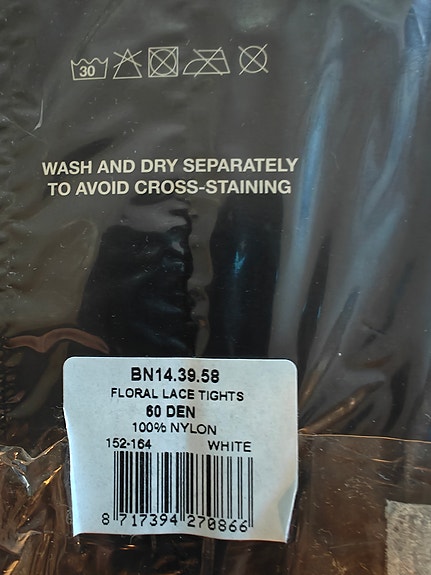 30
WASH AND DRY SEPARATELY
TO AVOID CROSS-STAINING
BN14.39.58
FLORAL LACE TIGHTS
60 DEN
100% NYLON
152-164 WHITE
8 717394 270866